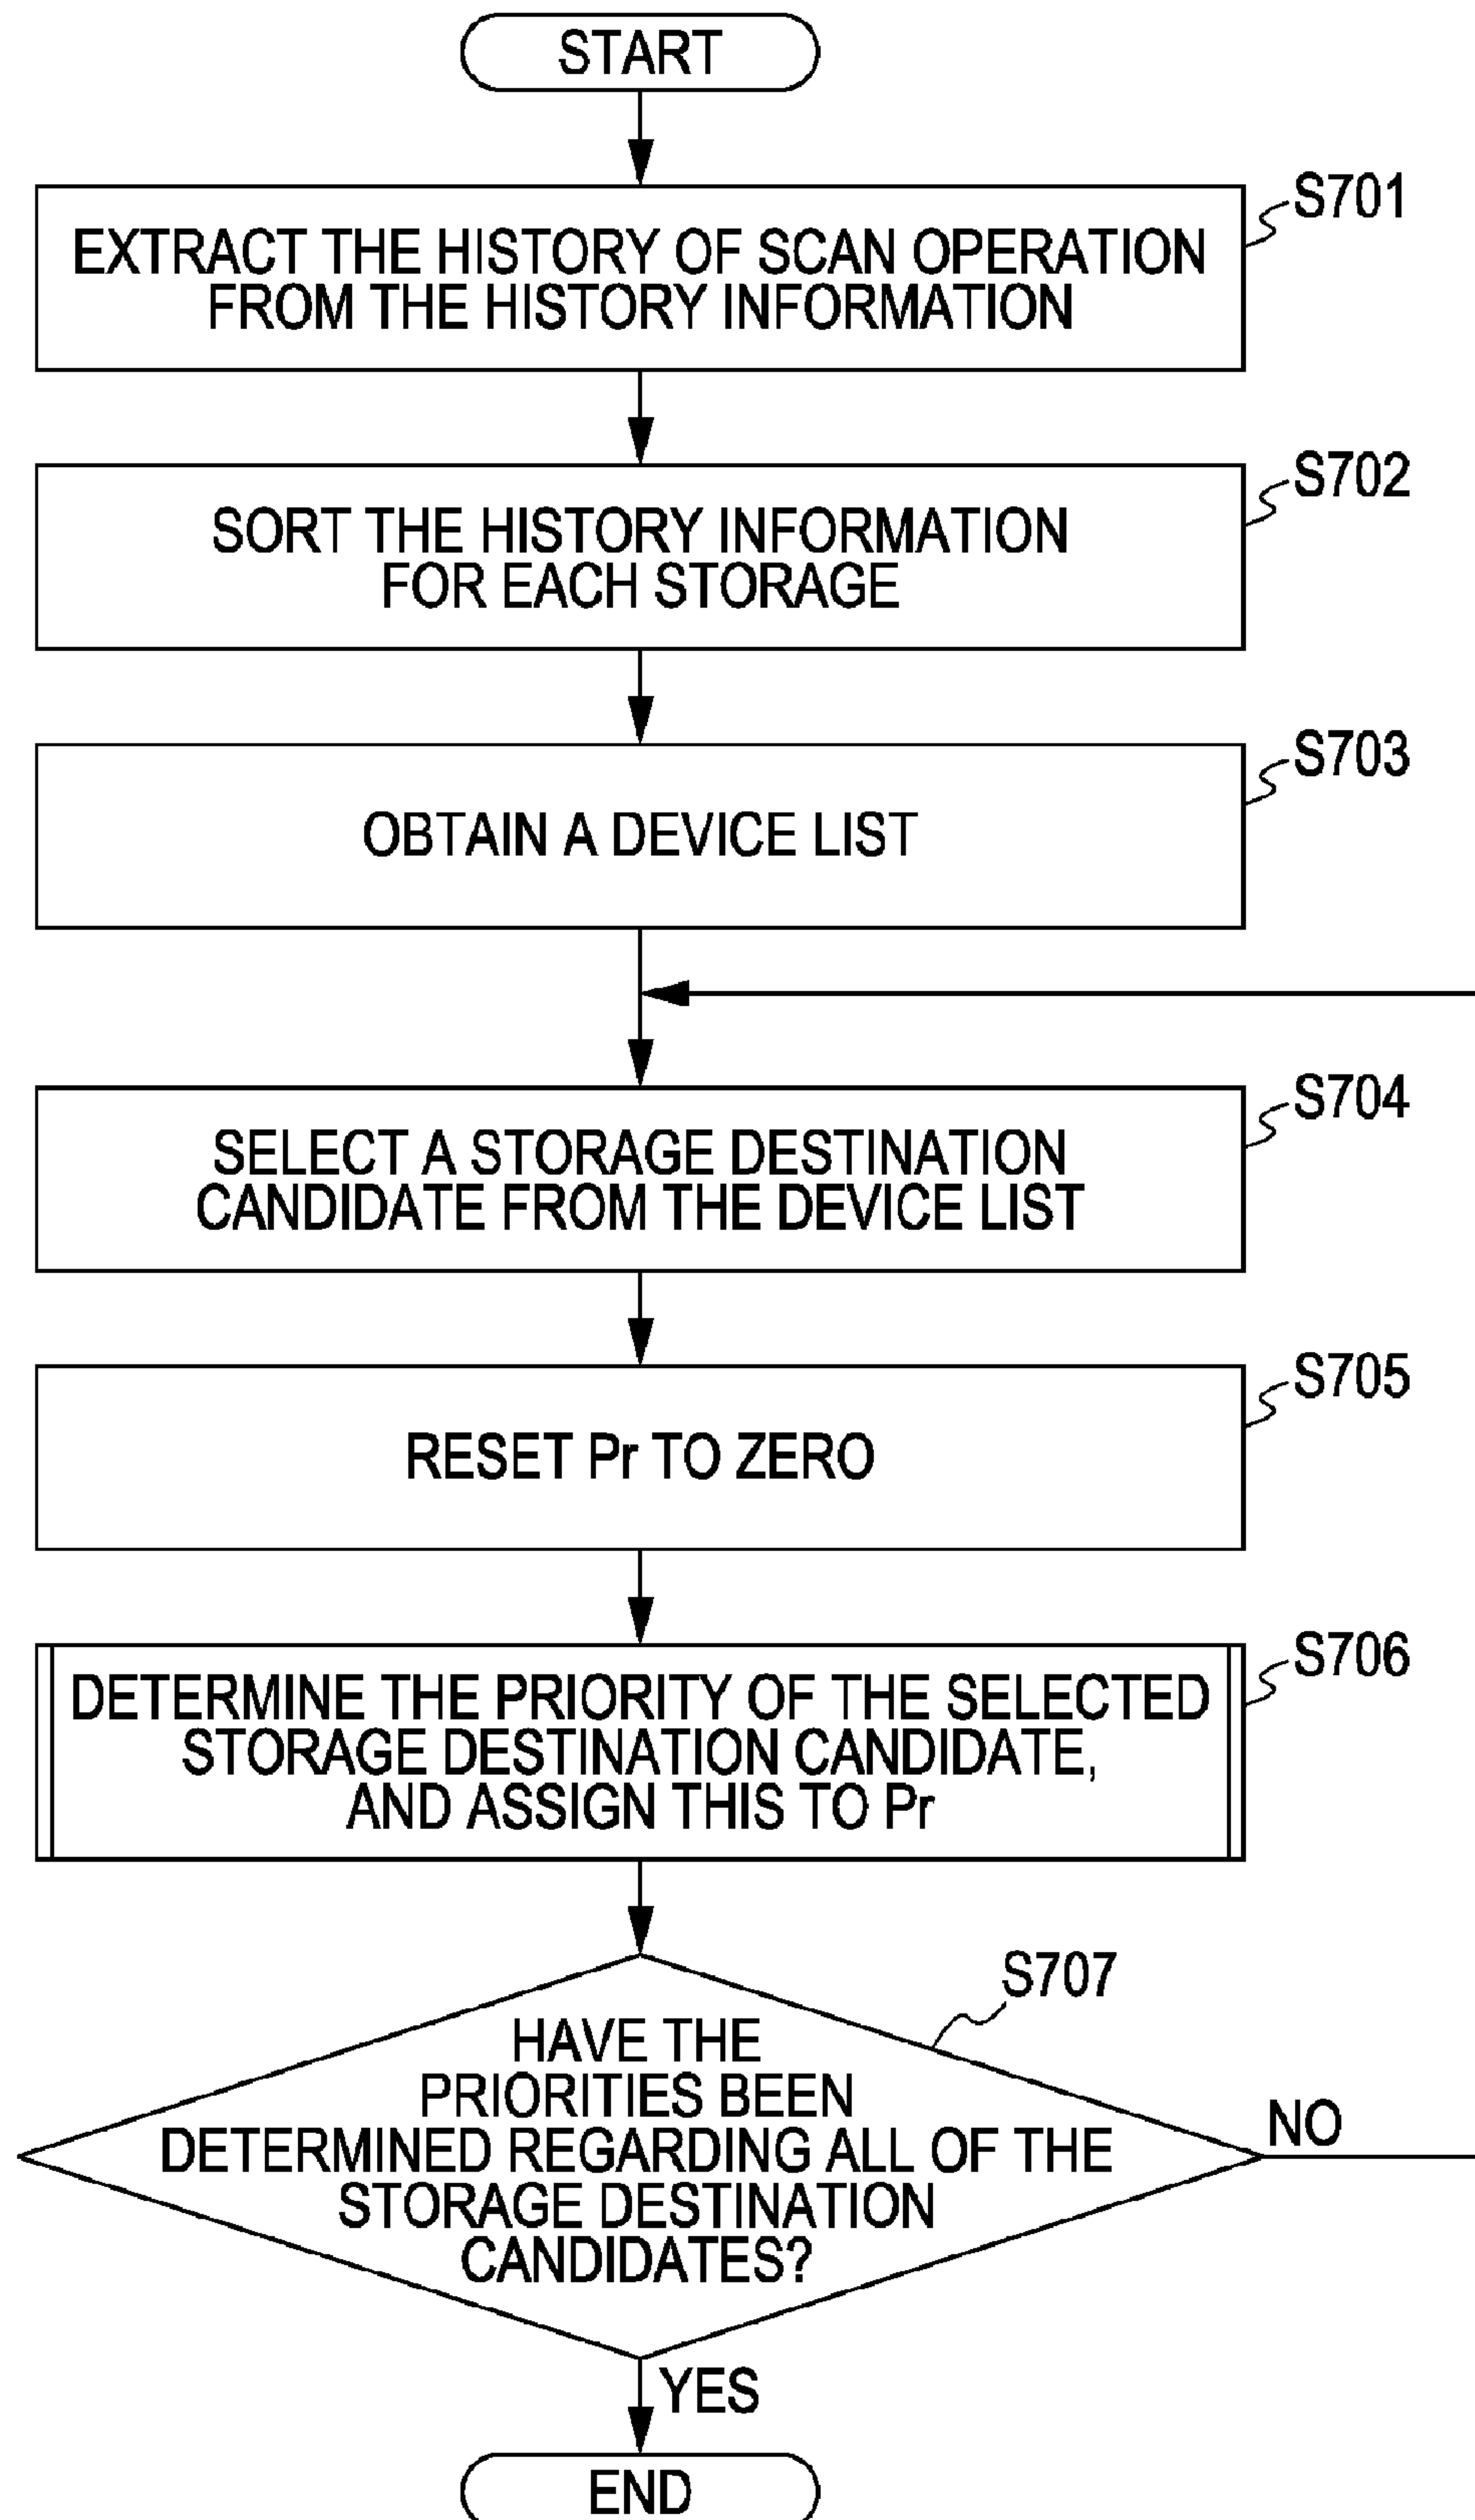 START
S701
EXTRACT THE HISTORY OF SCAN OPERATION
FROM THE HISTORY INFORMATION
S702
SORT THE HISTORY INFORMATION
FOR EACH STORAGE
S703
OBTAIN A DEVICE LIST
S704
SELECT A STORAGE DESTINATION
CANDIDATE FROM THE DEVICE LIST
S705
RESET Pr TO ZERO
S706
DETERMINE THE PRIORITY OF THE SELECTED
STORAGE DESTINATION CANDIDATE,
AND ASSIGN THIS TO Pr
S707
HAVE THE
PRIORITIES BEEN
DETERMINED REGARDING ALL OF THE
STORAGE DESTINATION
CANDIDATES?
NO
YES
END